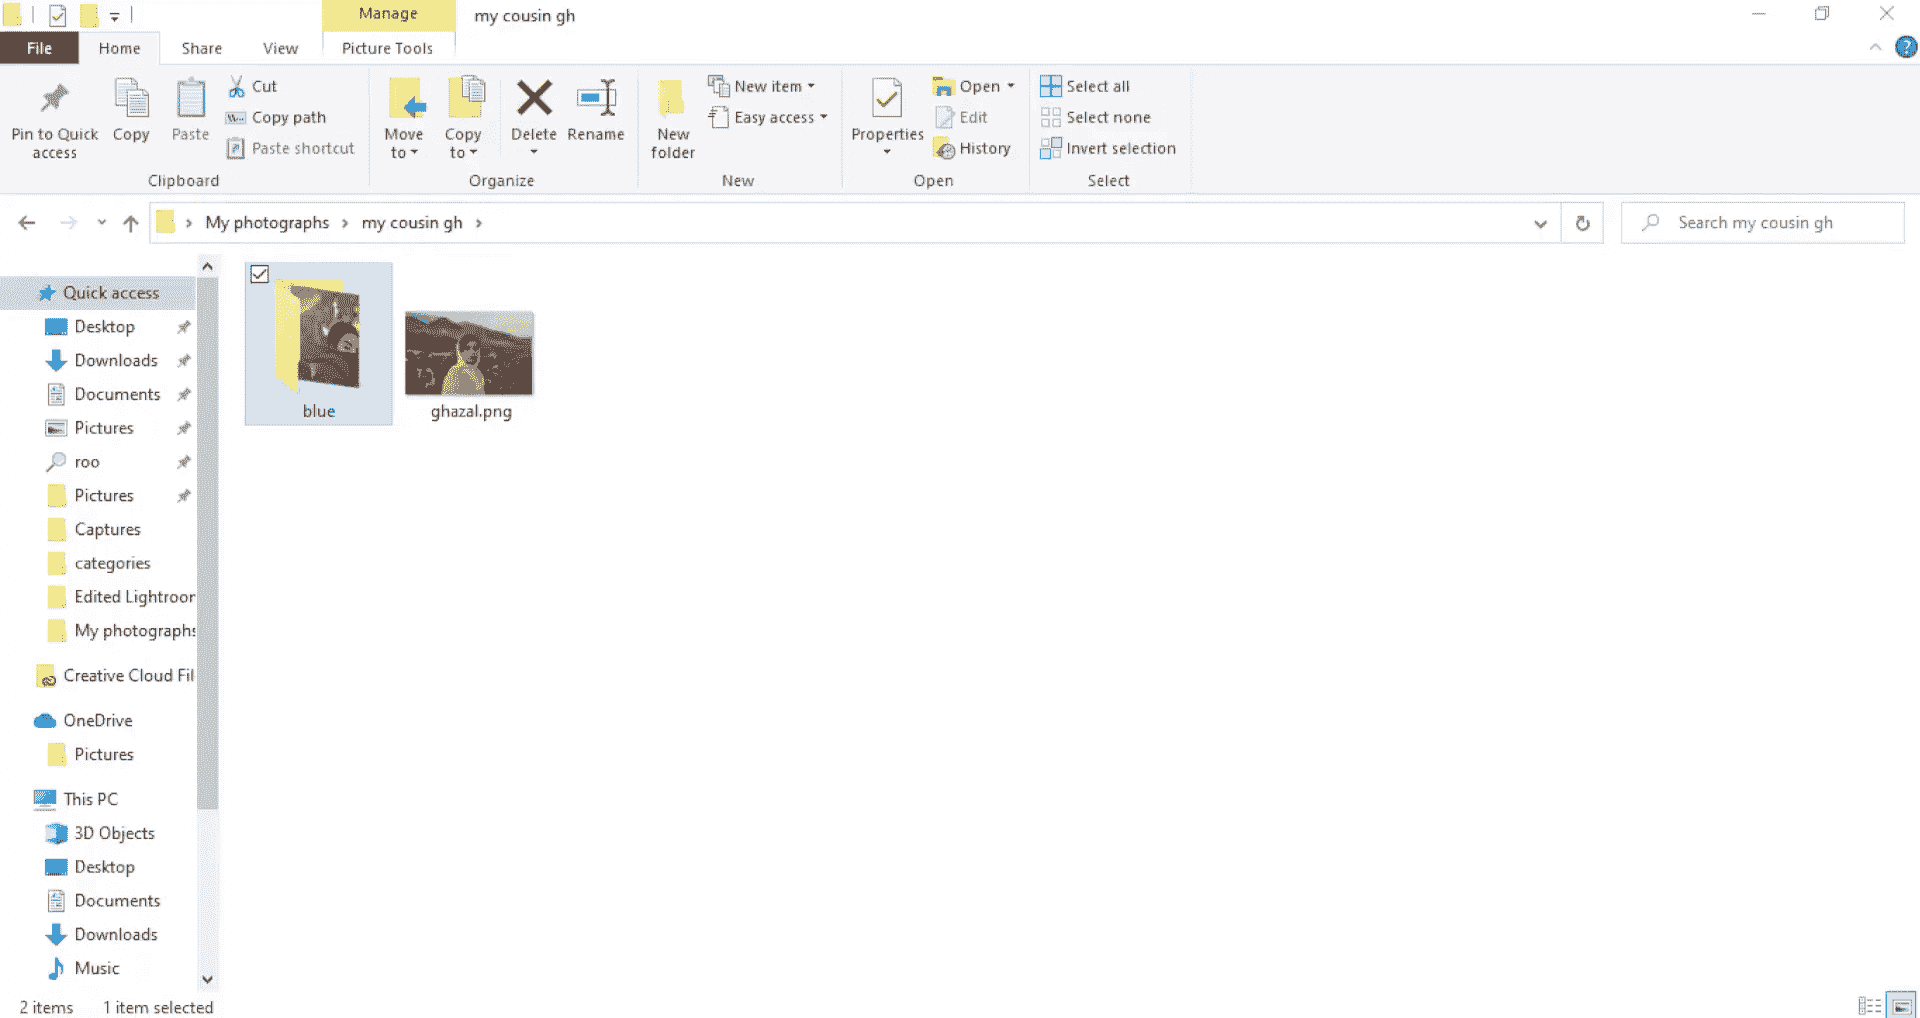 Manage
my cousin gh
File
Home
Share
View
Picture Tools
Pin to Quick access
Copy
Paste
Cut
Copy path
Paste shortcut
Clipboard
Move to
Copy to
Delete
Rename
Organize
New folder
New item
Easy access
New
Properties
Open
Edit
History
Open
Select all
Select none
Invert selection
Select
My photographs
my cousin gh
Search my cousin gh
Quick access
Desktop
Downloads
Documents
Pictures
roo
Pictures
Captures
categories
Edited Lightroor
My photographs
Creative Cloud Fil
OneDrive
Pictures
This PC
3D Objects
Desktop
Documents
Downloads
Music
blue
ghazal.png
2 items
1 item selected